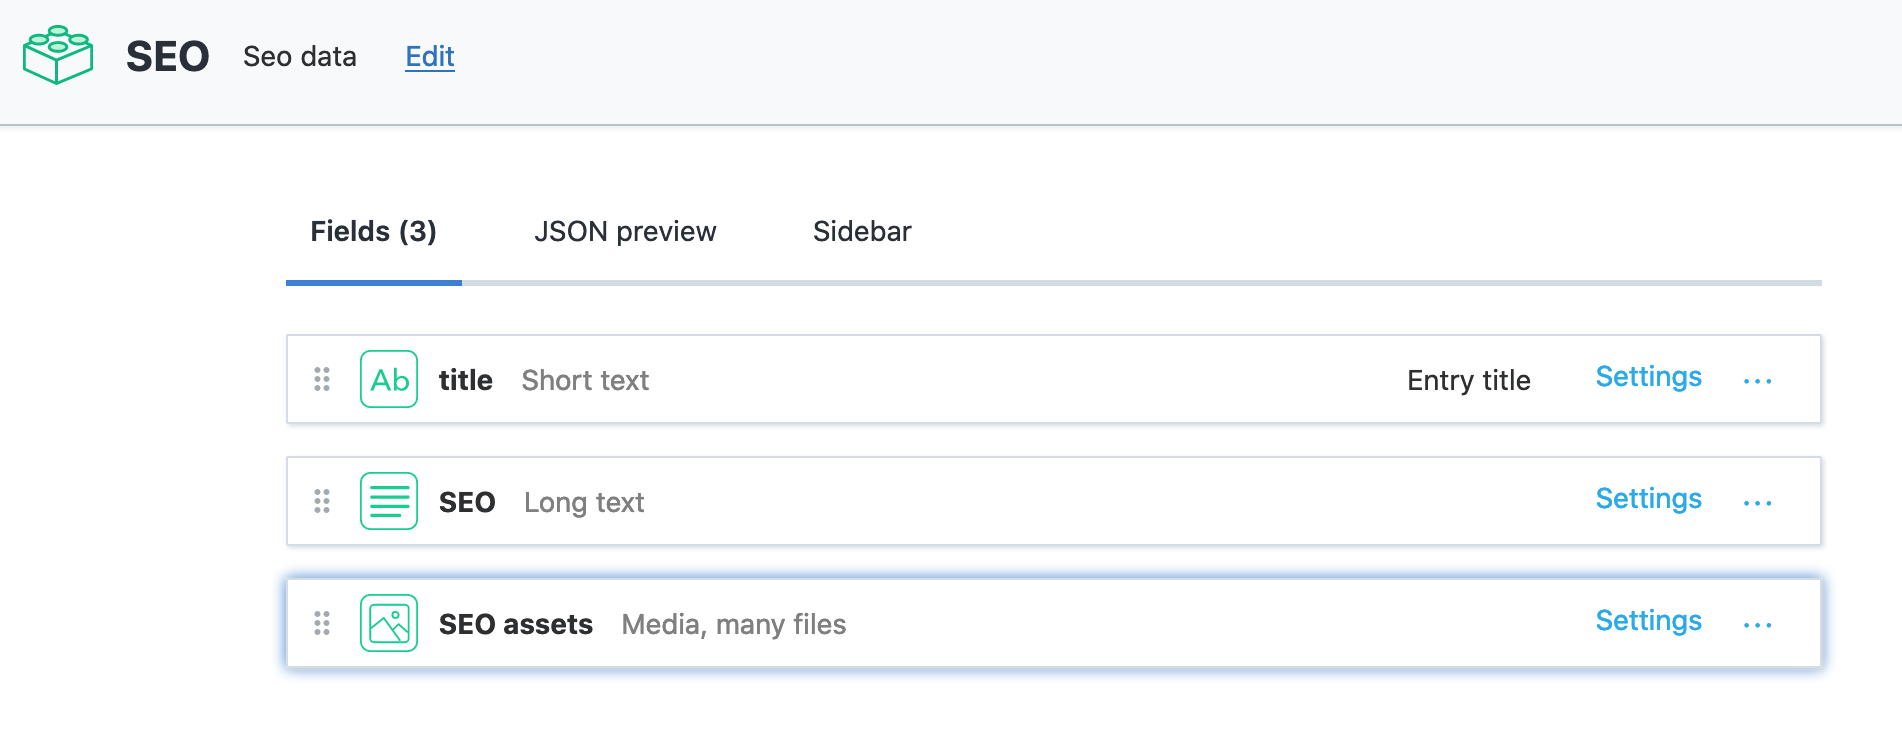 SEO Seo data Edit
Fields (3) JSON preview Sidebar
Ab title Short text Entry title Settings ...
SEO Long text Settings ...
SEO assets Media, many files Settings ...